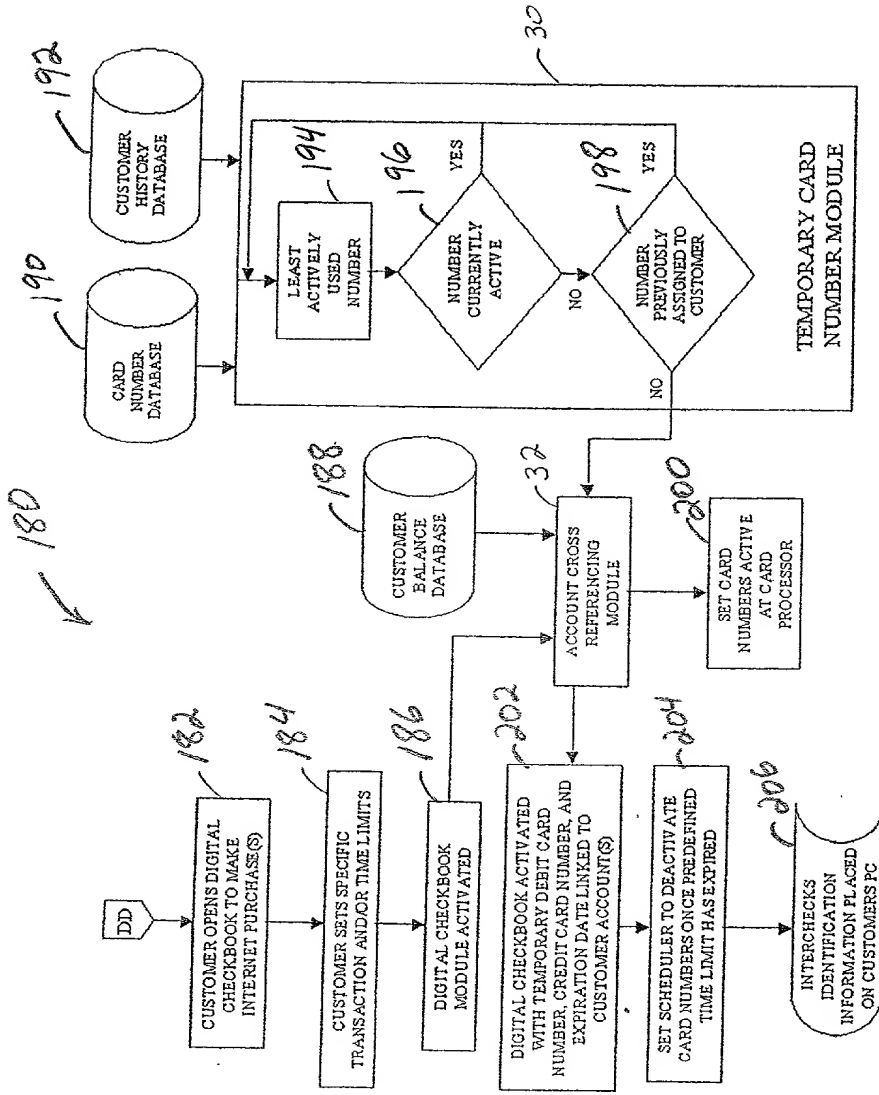 180
DD
182
CUSTOMER OPENS DIGITAL
CHECKBOOK TO MAKE
INTERNET PURCHASE(S)
184
CUSTOMER SETS SPECIFIC
TRANSACTION AND/OR TIME LIMITS
186
DIGITAL CHECKBOOK
MODULE ACTIVATED
202
DIGITAL CHECKBOOK ACTIVATED
WITH TEMPORARY DEBIT CARD
NUMBER, CREDIT CARD NUMBER, AND
EXPIRATION DATE LINKED TO
CUSTOMER ACCOUNT(S)
204
SET SCHEDULER TO DEACTIVATE
CARD NUMBERS ONCE PREDEFINED
TIME LIMIT HAS EXPIRED
206
INTERCHECKS
IDENTIFICATION
INFORMATION PLACED
ON CUSTOMERS PC
188
CUSTOMER
BALANCE
DATABASE
32
ACCOUNT CROSS
REFERENCING
MODULE
200
SET CARD
NUMBERS ACTIVE
AT CARD
PROCESSOR
190
CARD
NUMBER
DATABASE
192
CUSTOMER
HISTORY
DATABASE
30
194
LEAST
ACTIVELY
USED
NUMBER
196
NUMBER
CURRENTLY
ACTIVE
YES
NO
198
NUMBER
PREVIOUSLY
ASSIGNED TO
CUSTOMER
YES
NO
TEMPORARY CARD
NUMBER MODULE